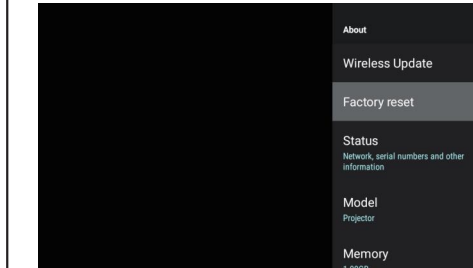 About
Wireless Update
Factory reset
Status
Network, serial numbers and other
information
Model
Projector
Memory